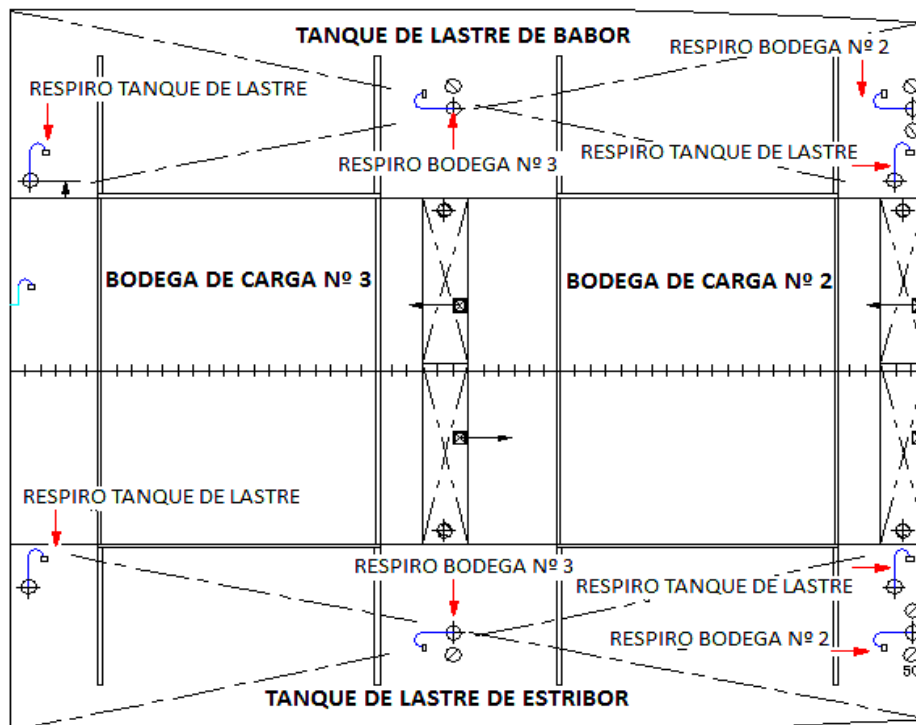 TANQUE DE LASTRE DE BABOR
RESPIRO BODEGA Nº 2
RESPIRO TANQUE DE LASTRE
RESPIRO TANQUE DE LASTRE
RESPIRO BODEGA Nº 3
BODEGA DE CARGA Nº 3
BODEGA DE CARGA Nº 2
RESPIRO TANQUE DE LASTRE
RESPIRO BODEGA Nº 3
RESPIRO TANQUE DE LASTRE
RESPIRO BODEGA Nº 2
TANQUE DE LASTRE DE ESTRIBOR